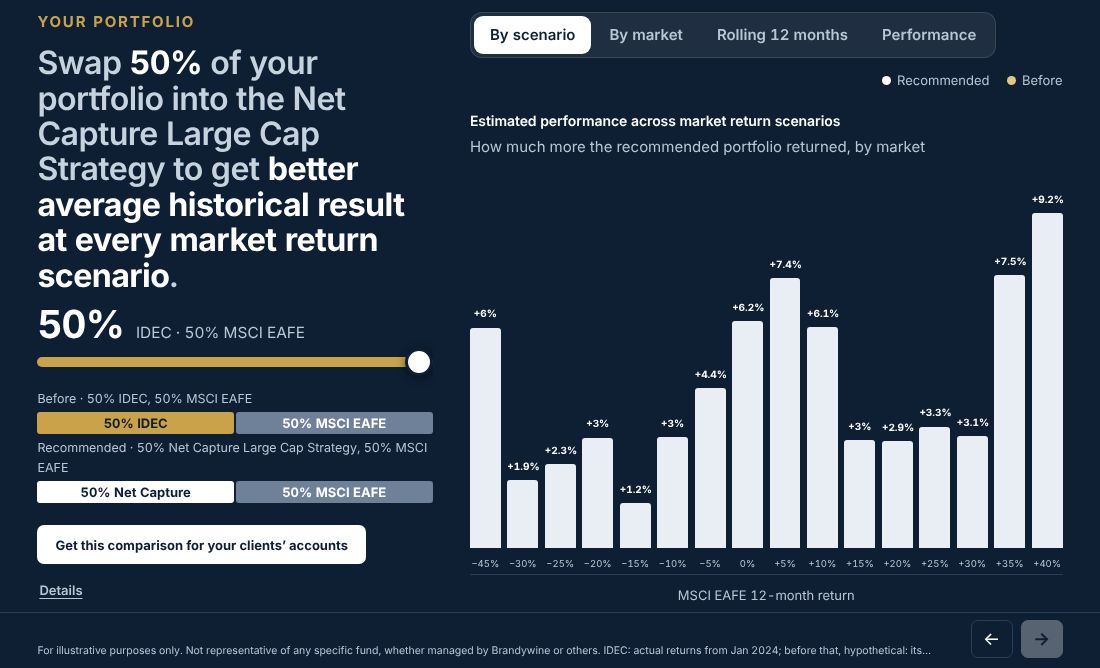 YOUR PORTFOLIO
Swap 50% of your
portfolio into the Net
Capture Large Cap
Strategy to get better
average historical result
at every market return
scenario.
50% IDEC · 50% MSCI EAFE
Before · 50% IDEC, 50% MSCI EAFE
50% IDEC 50% MSCI EAFE
Recommended · 50% Net Capture Large Cap Strategy, 50% MSCI
EAFE
50% Net Capture 50% MSCI EAFE
Get this comparison for your clients’ accounts
Details
By scenario By market Rolling 12 months Performance
Recommended Before
Estimated performance across market return scenarios
How much more the recommended portfolio returned, by market
+6% +1.9% +2.3% +3% +1.2% +3% +4.4% +6.2% +7.4% +6.1% +3% +2.9% +3.3% +3.1% +7.5% +9.2%
−45% −30% −25% −20% −15% −10% −5% 0% +5% +10% +15% +20% +25% +30% +35% +40%
MSCI EAFE 12-month return
For illustrative purposes only. Not representative of any specific fund, whether managed by Brandywine or others. IDEC: actual returns from Jan 2024; before that, hypothetical: its...